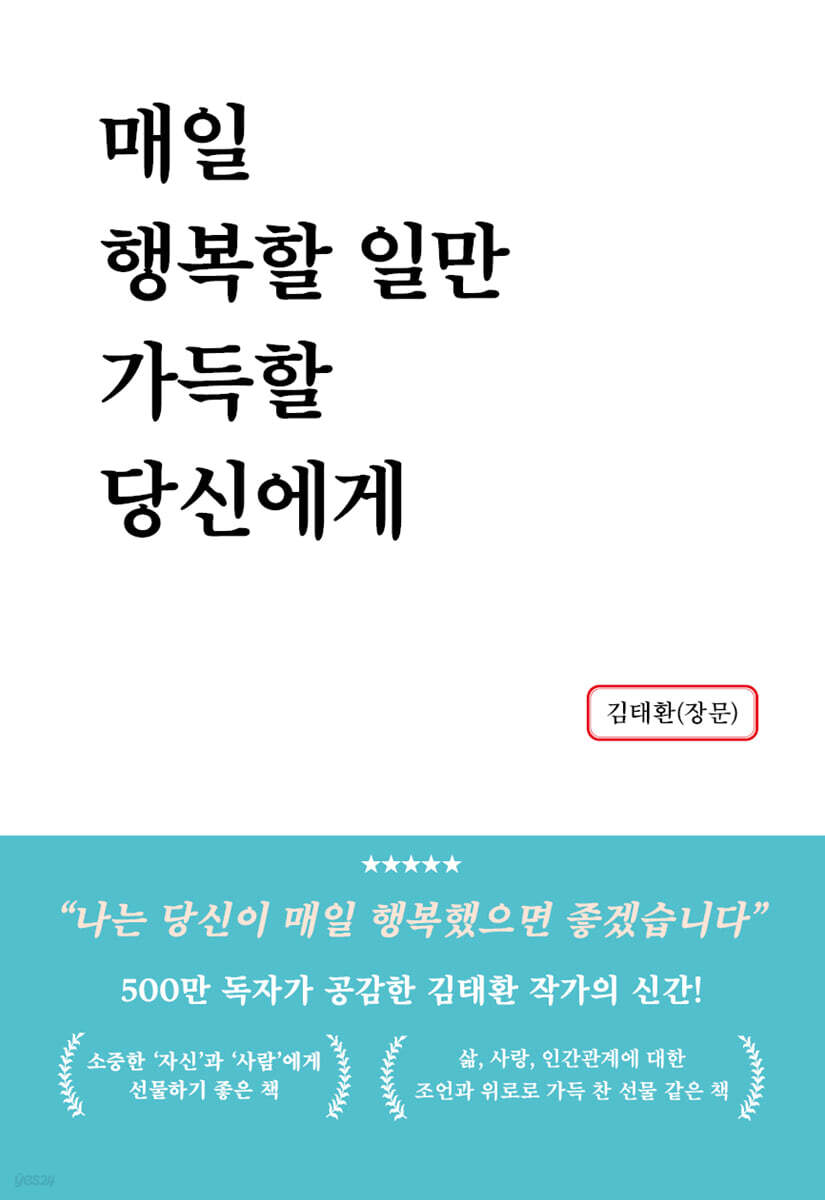 매일
행복할 일만
가득할
당신에게
김태환(장문)
★★★★★
“나는 당신이 매일 행복했으면 좋겠습니다”
500만 독자가 공감한 김태환 작가의 신간!
소중한 ‘자신’과 ‘사람’에게
선물하기 좋은 책
삶, 사랑, 인간관계에 대한
조언과 위로로 가득 찬 선물 같은 책
yes24